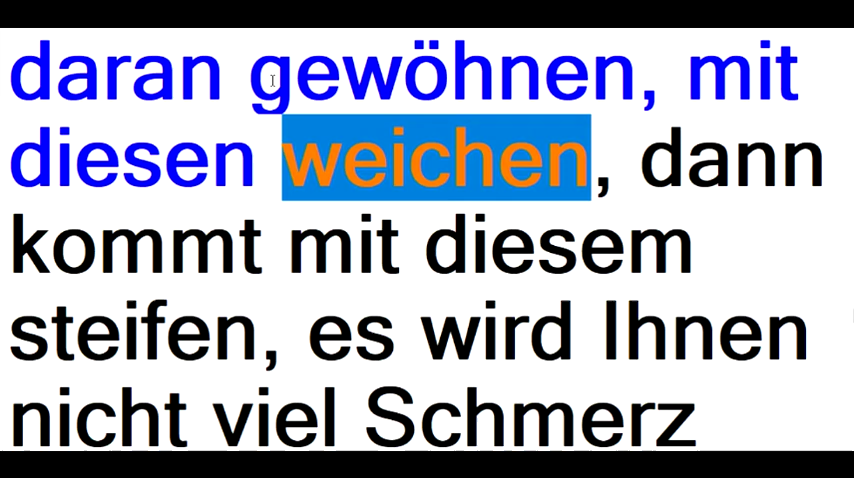 daran gewöhnen, mit
diesen weichen, dann
kommt mit diesem
steifen, es wird Ihnen
nicht viel Schmerz